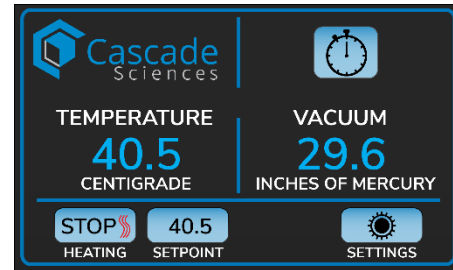 Cascade
Sciences
TEMPERATURE
40.5
CENTIGRADE
VACUUM
29.6
INCHES OF MERCURY
STOP
HEATING
40.5
SETPOINT
SETTINGS